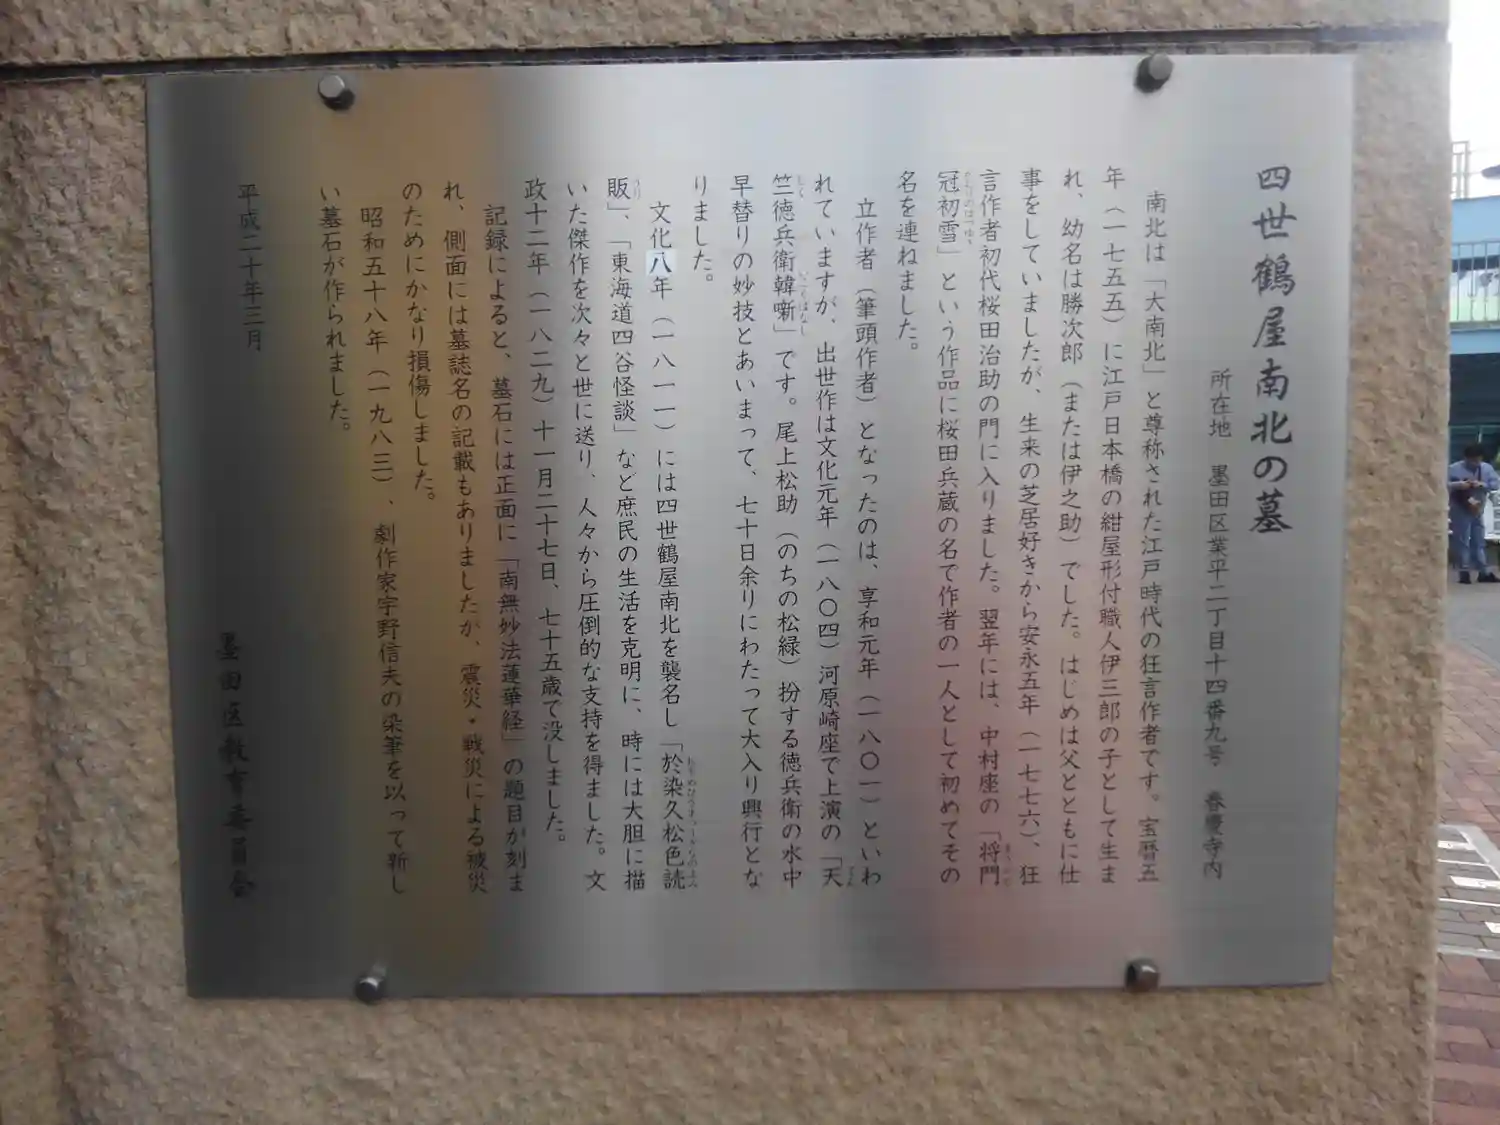 四世鶴屋南北の墓
所在地　墨田区業平二丁目十四番九号　春慶寺内
南北は「大南北」と尊称された江戸時代の狂言作者です。宝暦五
年（一七五五）に江戸日本橋の紺屋形付職人伊三郎の子として生ま
れ、幼名は勝次郎（または伊之助）でした。はじめは父とともに仕
事をしていましたが、生来の芝居好きから安永五年（一七七六）、狂
言作者初代桜田治助の門に入りました。翌年には、中村座の「将門
冠初雪」という作品に桜田兵蔵の名で作者の一人として初めてその
名を連ねました。
立作者（筆頭作者）となったのは、享和元年（一八〇一）といわ
れていますが、出世作は文化元年（一八〇四）河原崎座で上演の「天
竺徳兵衛韓噺」です。尾上松助（のちの松緑）扮する徳兵衛の水中
早替りの妙技とあいまって、七十日余りにわたって大入り興行とな
りました。
文化八年（一八一一）には四世鶴屋南北を襲名し「於染久松色読
販」、「東海道四谷怪談」など庶民の生活を克明に、時には大胆に描
いた傑作を次々と世に送り、人々から圧倒的な支持を得ました。文
政十二年（一八二九）十一月二十七日、七十五歳で没しました。
記録によると、墓石には正面に「南無妙法蓮華経」の題目が刻ま
れ、側面には墓誌名の記載もありましたが、震災・戦災による被災
のためにかなり損傷しました。
昭和五十八年（一九八三）、劇作家宇野信夫の染筆を以って新し
い墓石が作られました。
平成二十年三月
墨田区教育委員会